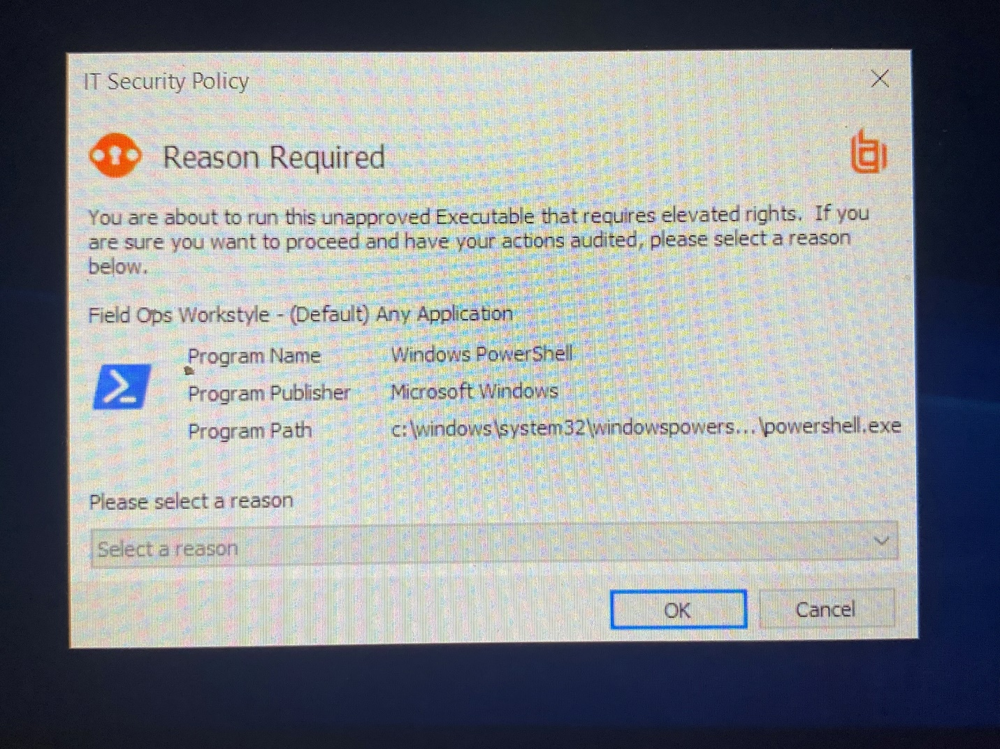 IT Security Policy
Reason Required
You are about to run this unapproved Executable that requires elevated rights.  If you
are sure you want to proceed and have your actions audited, please select a reason
below.
Field Ops Workstyle - (Default) Any Application
Program Name Windows PowerShell
Program Publisher Microsoft Windows
Program Path c:\windows\system32\windowspowers...\powershell.exe
Please select a reason
Select a reason
OK Cancel